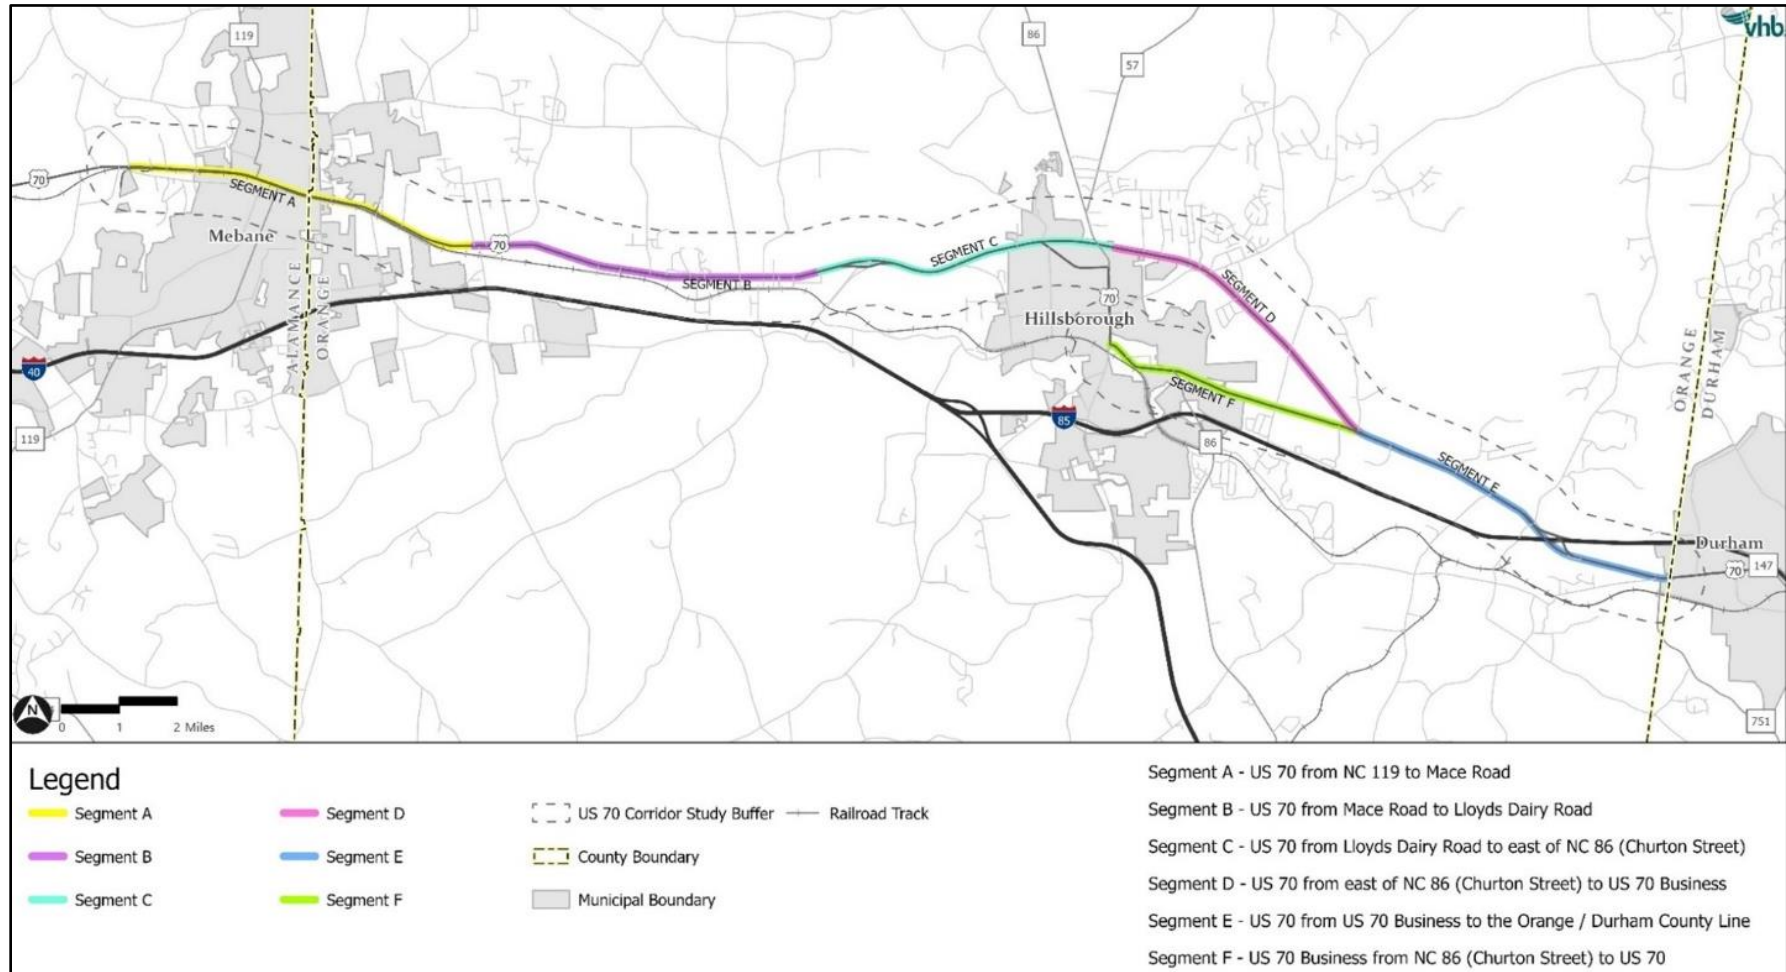 vhb
119
86
57
70
SEGMENT A
Mebane
70
SEGMENT B
SEGMENT C
SEGMENT D
70
Hillsborough
ALAMANCE
ORANGE
ORANGE
DURHAM
40
SEGMENT F
85
119
86
SEGMENT E
Durham
147
70
751
N
0 1 2 Miles
Legend
Segment A
Segment B
Segment C
Segment D
Segment E
Segment F
US 70 Corridor Study Buffer
County Boundary
Municipal Boundary
Railroad Track
Segment A - US 70 from NC 119 to Mace Road
Segment B - US 70 from Mace Road to Lloyds Dairy Road
Segment C - US 70 from Lloyds Dairy Road to east of NC 86 (Churton Street)
Segment D - US 70 from east of NC 86 (Churton Street) to US 70 Business
Segment E - US 70 from US 70 Business to the Orange / Durham County Line
Segment F - US 70 Business from NC 86 (Churton Street) to US 70